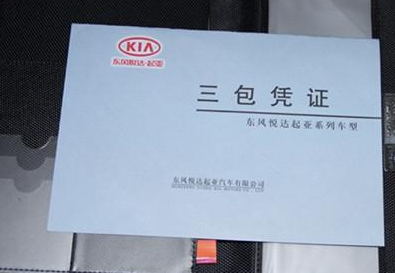 KIA
东风悦达·起亚
三包凭证
东风悦达起亚系列车型
东风悦达起亚汽车有限公司